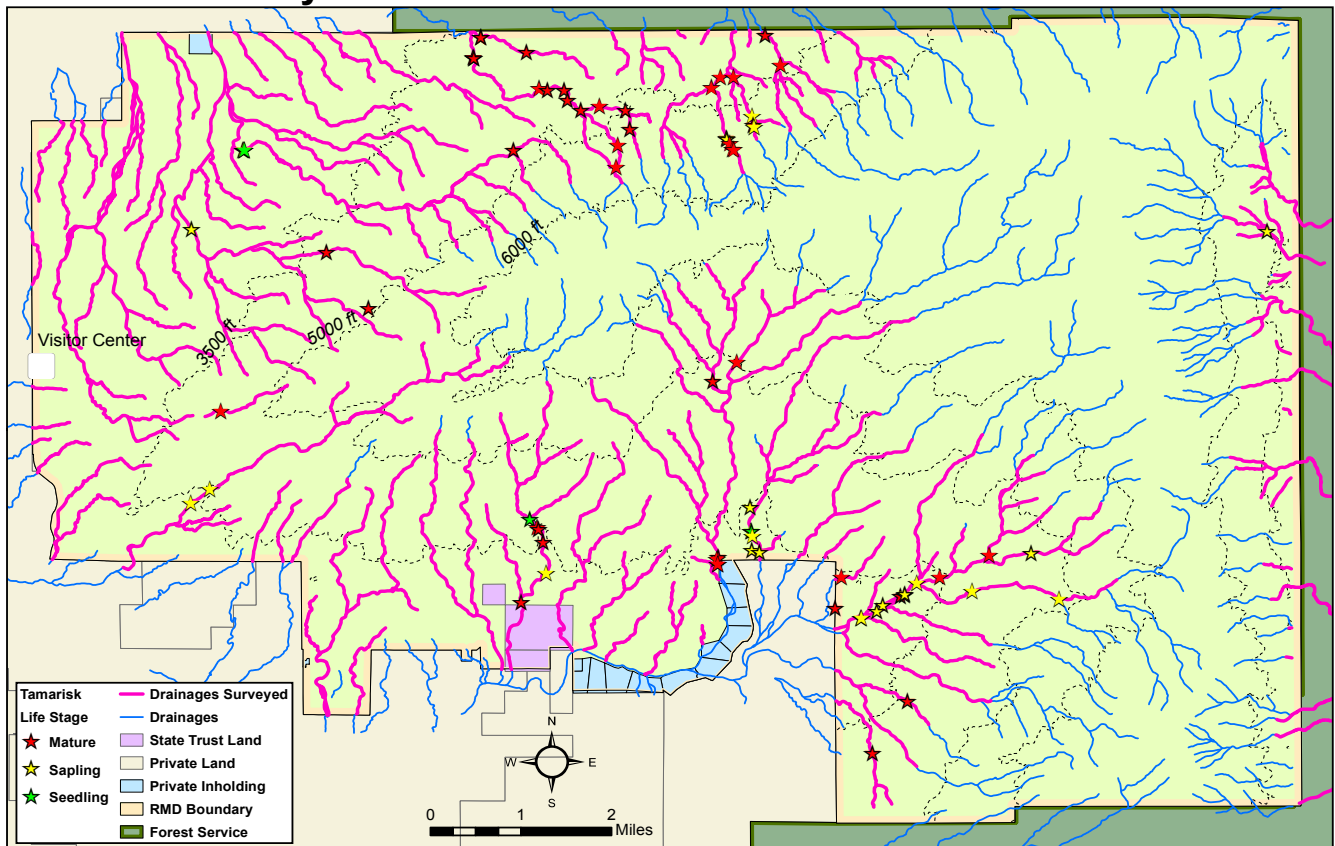 6000 ft
5000 ft
3500 ft
Visitor Center
Tamarisk
Life Stage
Mature
Sapling
Seedling
Drainages Surveyed
Drainages
State Trust Land
Private Land
Private Inholding
RMD Boundary
Forest Service
N
W E
S
0 1 2
Miles